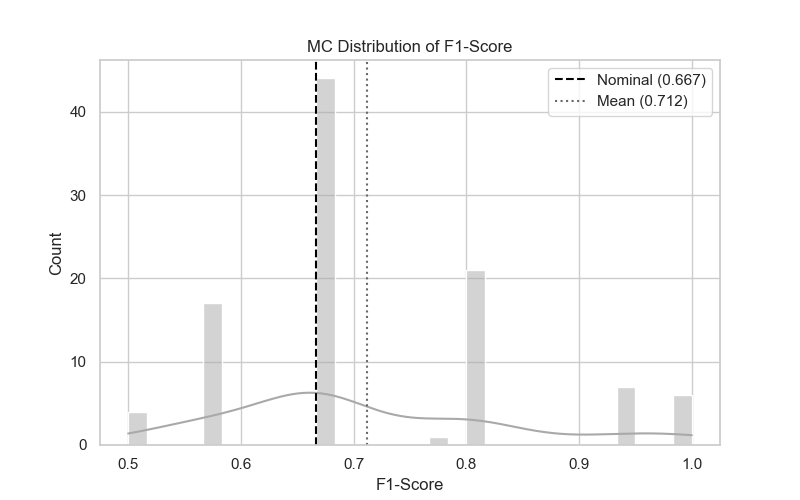 MC Distribution of F1-Score
Nominal (0.667)
Mean (0.712)
Count
40
30
20
10
0
0.5 0.6 0.7 0.8 0.9 1.0
F1-Score